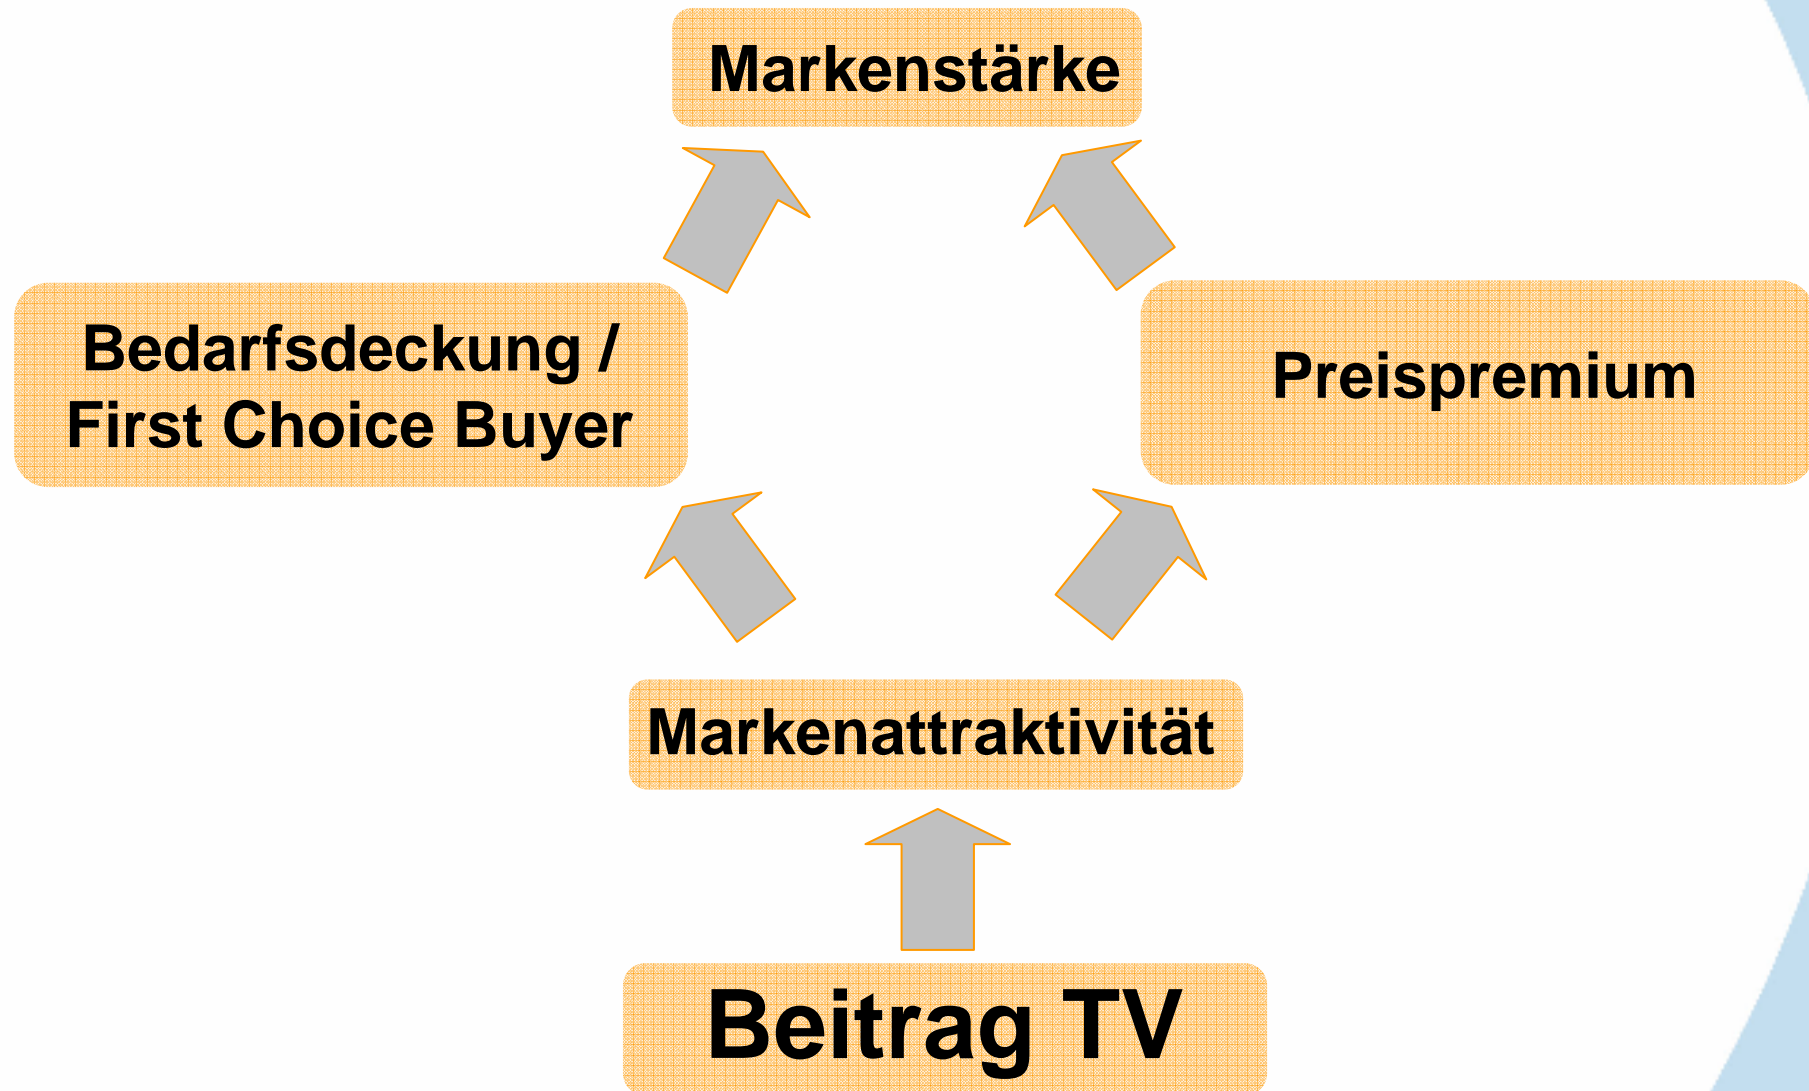 Markenstärke
Bedarfsdeckung /
First Choice Buyer
Preispremium
Markenattraktivität
Beitrag TV